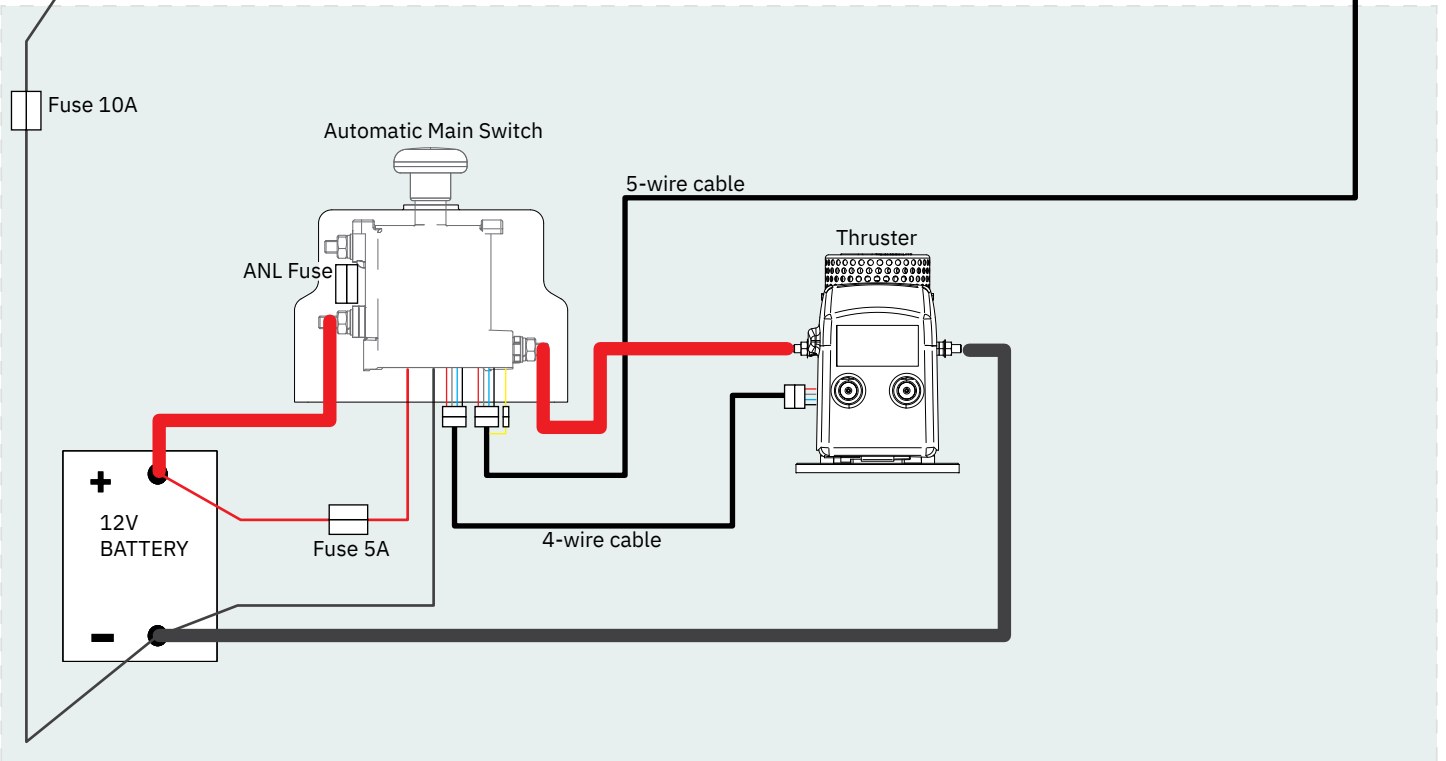 Fuse 10A
Automatic Main Switch
5-wire cable
Thruster
ANL Fuse
+
12V
BATTERY
Fuse 5A
4-wire cable
-